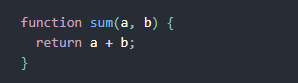 function sum(a, b) {
  return a + b;
}